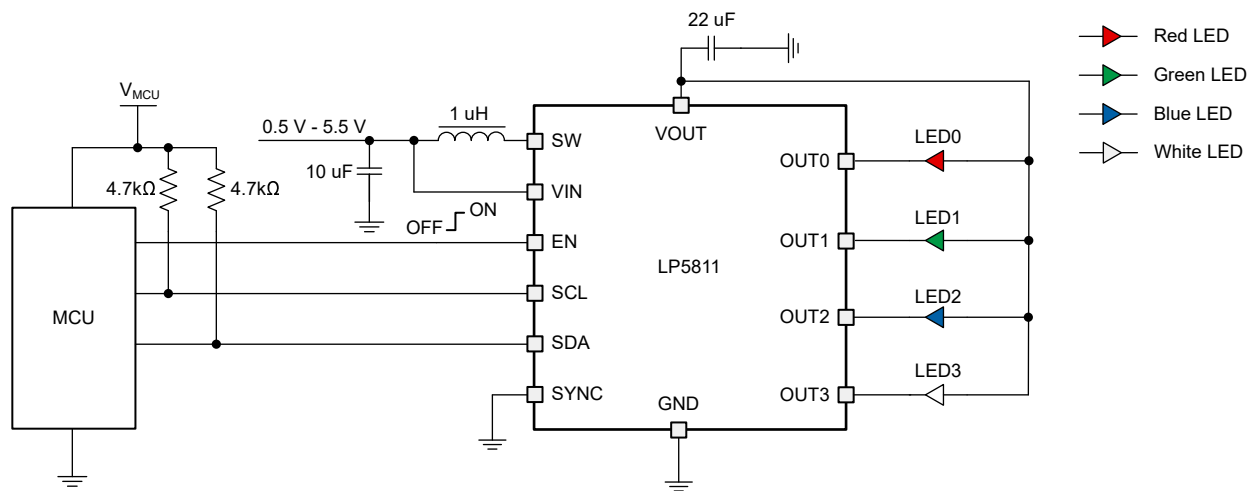 22 uF
Red LED
Green LED
Blue LED
White LED
VMCU
0.5 V - 5.5 V
1 uH
10 uF
4.7kΩ
4.7kΩ
OFF
ON
MCU
SW
VIN
EN
SCL
SDA
SYNC
VOUT
LP5811
GND
OUT0
OUT1
OUT2
OUT3
LED0
LED1
LED2
LED3